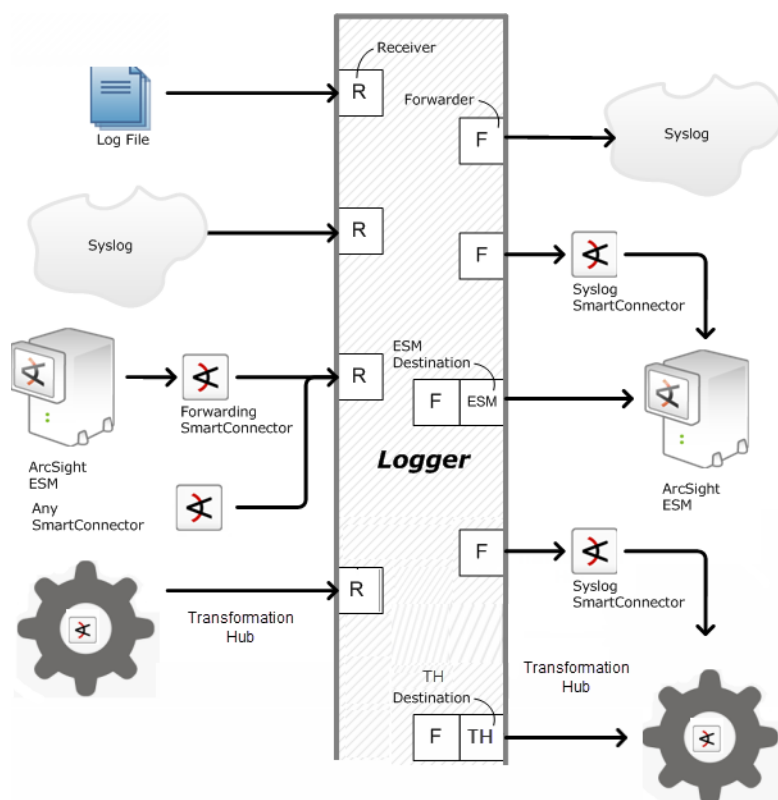 Receiver
R
Log File
Forwarder
F
Syslog
Syslog
R
F
Syslog
SmartConnector
ESM
Destination
R
F
ESM
Forwarding
SmartConnector
Logger
ArcSight
ESM
Any
SmartConnector
ArcSight
ESM
F
Syslog
SmartConnector
R
Transformation
Hub
TH
Destination
Transformation
Hub
F
TH